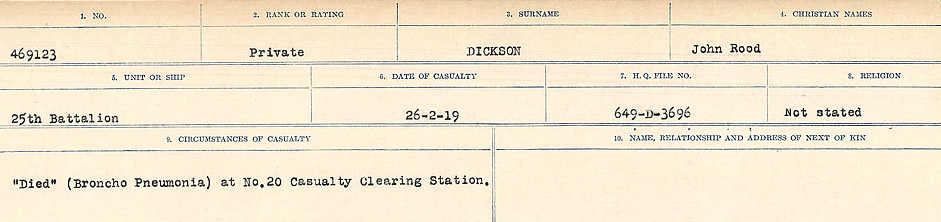 1. NO. 2. RANK OR RATING 3. SURNAME 4. CHRISTIAN NAMES
469123 Private DICKSON John Rood
5. UNIT OR SHIP 6. DATE OF CASUALTY 7. H.Q. FILE NO. 8. RELIGION
25th Battalion 26-2-19 649-D-3696 Not stated
9. CIRCUMSTANCES OF CASUALTY 10. NAME, RELATIONSHIP AND ADDRESS OF NEXT OF KIN
"Died" (Broncho Pneumonia) at No.20 Casualty Clearing Station.